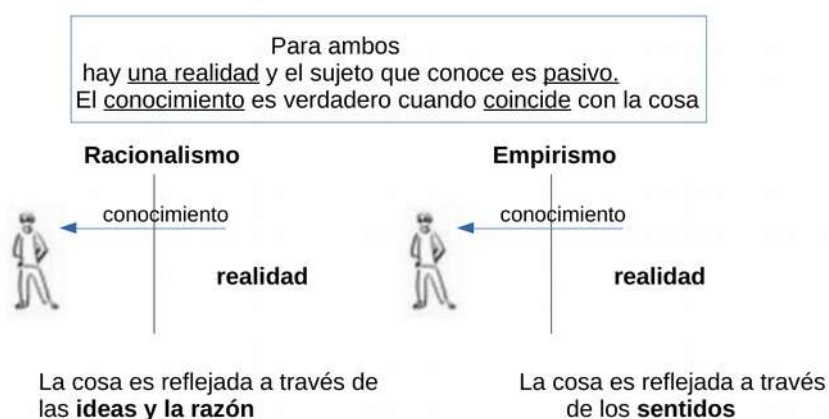 Para ambos
hay una realidad y el sujeto que conoce es pasivo.
El conocimiento es verdadero cuando coincide con la cosa
Racionalismo
conocimiento
realidad
La cosa es reflejada a través de
las ideas y la razón
Empirismo
conocimiento
realidad
La cosa es reflejada a través
de los sentidos